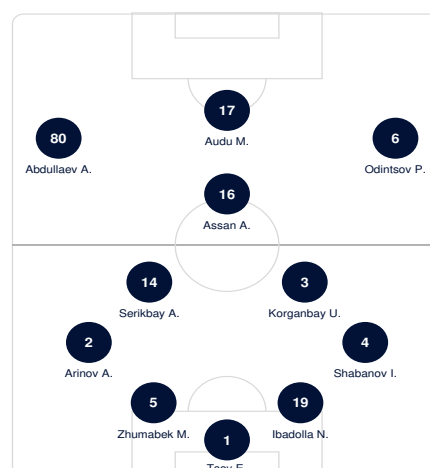 17
Audu M.
80
Abdullaev A.
6
Odintsov P.
16
Assan A.
14
Serikbay A.
3
Korganbay U.
2
Arinov A.
4
Shabanov I.
5
Zhumabek M.
19
Ibadolla N.
1